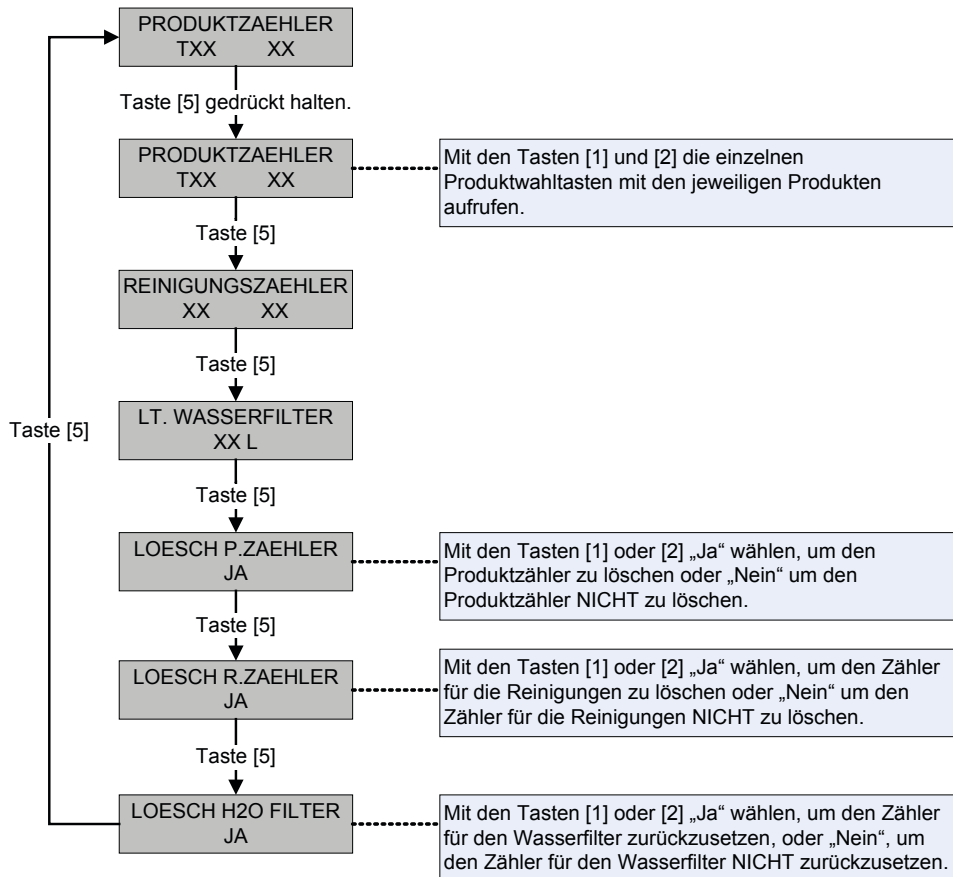 PRODUKTZAEHLER
TXX XX
Taste [5] gedrückt halten.
PRODUKTZAEHLER
TXX XX
Mit den Tasten [1] und [2] die einzelnen
Produktwahltasten mit den jeweiligen Produkten
aufrufen.
Taste [5]
REINIGUNGSZAEHLER
XX XX
Taste [5]
LT. WASSERFILTER
XX L
Taste [5]
Taste [5]
LOESCH P.ZAEHLER
JA
Mit den Tasten [1] oder [2] „Ja“ wählen, um den
Produktzähler zu löschen oder „Nein“ um den
Produktzähler NICHT zu löschen.
Taste [5]
LOESCH R.ZAEHLER
JA
Mit den Tasten [1] oder [2] „Ja“ wählen, um den Zähler
für die Reinigungen zu löschen oder „Nein“ um den
Zähler für die Reinigungen NICHT zu löschen.
Taste [5]
LOESCH H2O FILTER
JA
Mit den Tasten [1] oder [2] „Ja“ wählen, um den Zähler
für den Wasserfilter zurückzusetzen, oder „Nein“, um
den Zähler für den Wasserfilter NICHT zurückzusetzen.